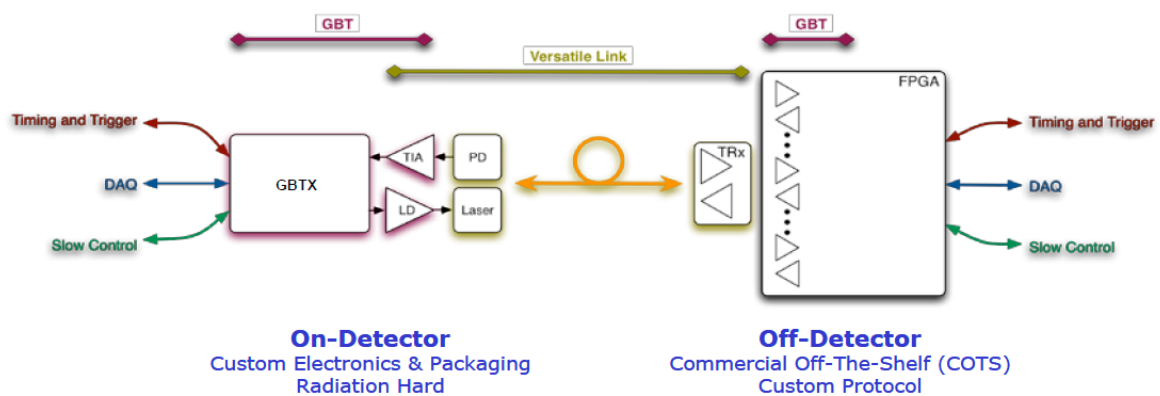 GBT
GBT
Versatile Link
FPGA
Timing and Trigger
DAQ
Slow Control
GBTX
TIA
PD
LD
Laser
TRx
Timing and Trigger
DAQ
Slow Control
On-Detector
Custom Electronics & Packaging
Radiation Hard
Off-Detector
Commercial Off-The-Shelf (COTS)
Custom Protocol